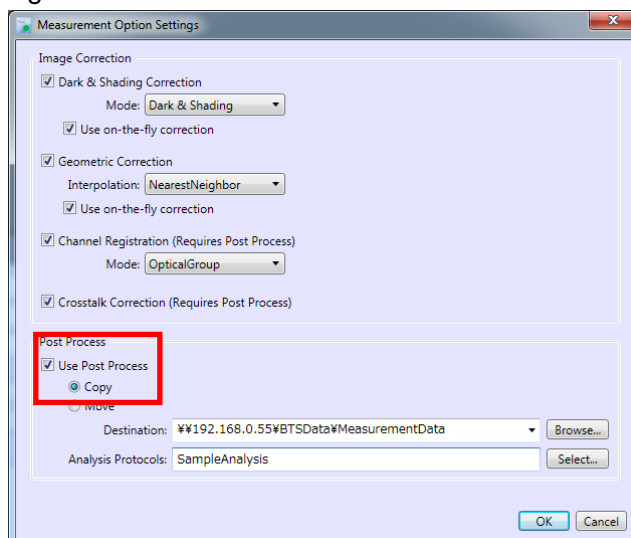 Measurement Option Settings
Image Correction
Dark & Shading Correction
Mode: Dark & Shading
Use on-the-fly correction
Geometric Correction
Interpolation: NearestNeighbor
Use on-the-fly correction
Channel Registration (Requires Post Process)
Mode: OpticalGroup
Crosstalk Correction (Requires Post Process)
Post Process
Use Post Process
Copy
Move
Destination: ¥¥192.168.0.55¥BTSData¥MeasurementData Browse...
Analysis Protocols: SampleAnalysis Select...
OK Cancel